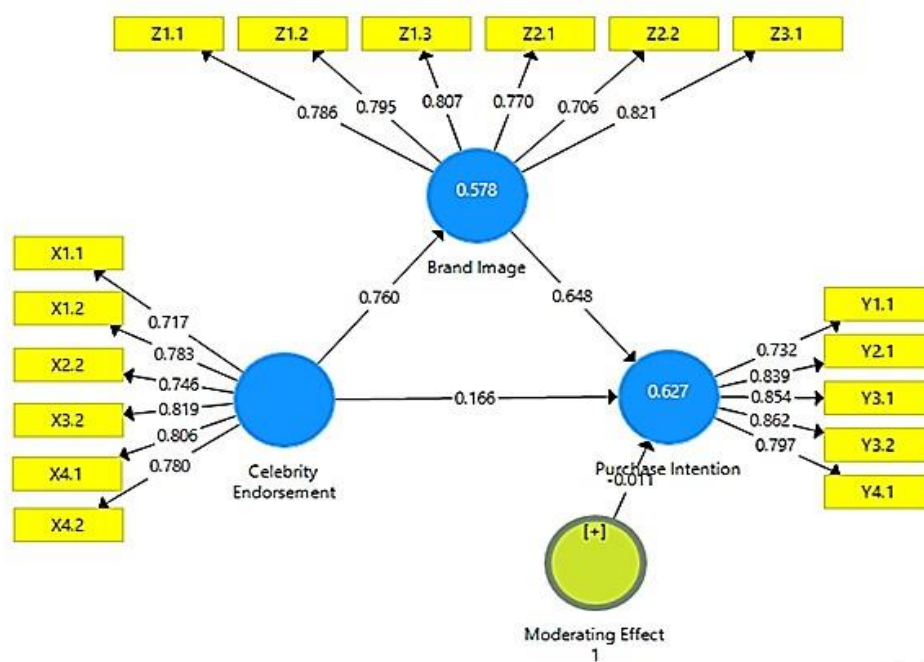 Z1.1 Z1.2 Z1.3 Z2.1 Z2.2 Z3.1
0.786 0.795 0.807 0.770 0.706 0.821
0.578
Brand Image
0.760
0.648
X1.1
X1.2
X2.2
X3.2
X4.1
X4.2
0.717
0.783
0.746
0.819
0.806
0.780
Celebrity
Endorsement
0.166
0.627
Purchase Intention
-0.011
0.732
0.839
0.854
0.862
0.797
Y1.1
Y2.1
Y3.1
Y3.2
Y4.1
[+]
Moderating Effect
1